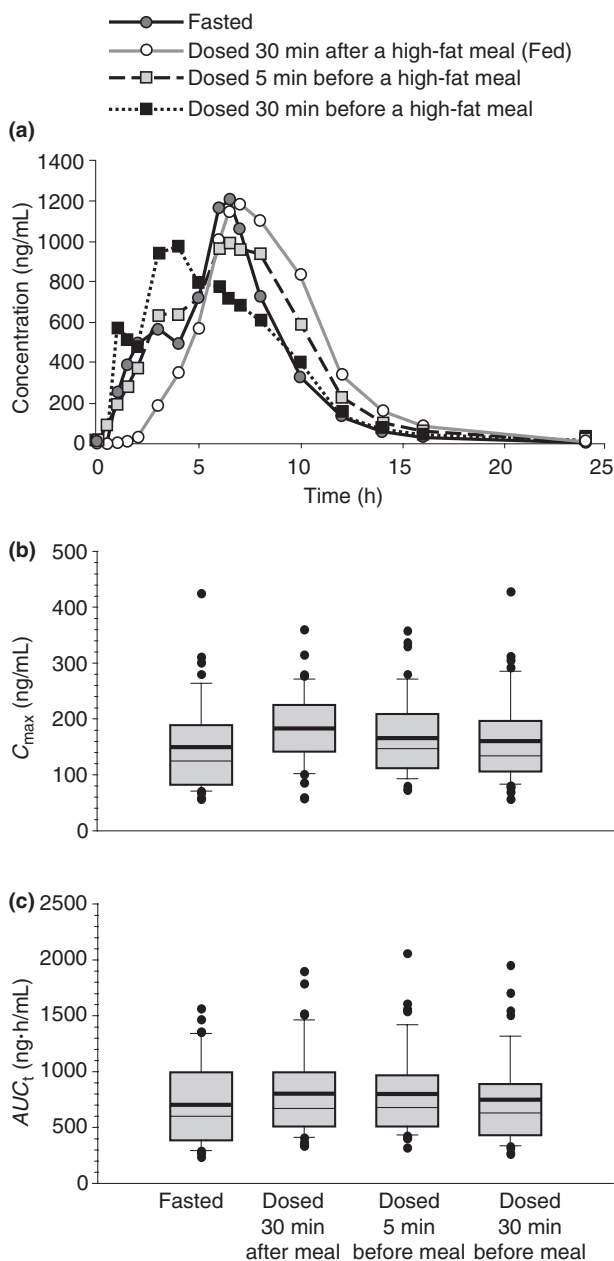 Fasted
Dosed 30 min after a high-fat meal (Fed)
Dosed 5 min before a high-fat meal
Dosed 30 min before a high-fat meal
(a)
1400
1200
1000
800
600
400
200
0
Concentration (ng/mL)
0 5 10 15 20 25
Time (h)
(b)
500
400
300
200
100
0
Cmax (ng/mL)
(c)
2500
2000
1500
1000
500
0
AUCt (ng·h/mL)
Fasted Dosed Dosed Dosed
30 min 5 min 30 min
after meal before meal before meal